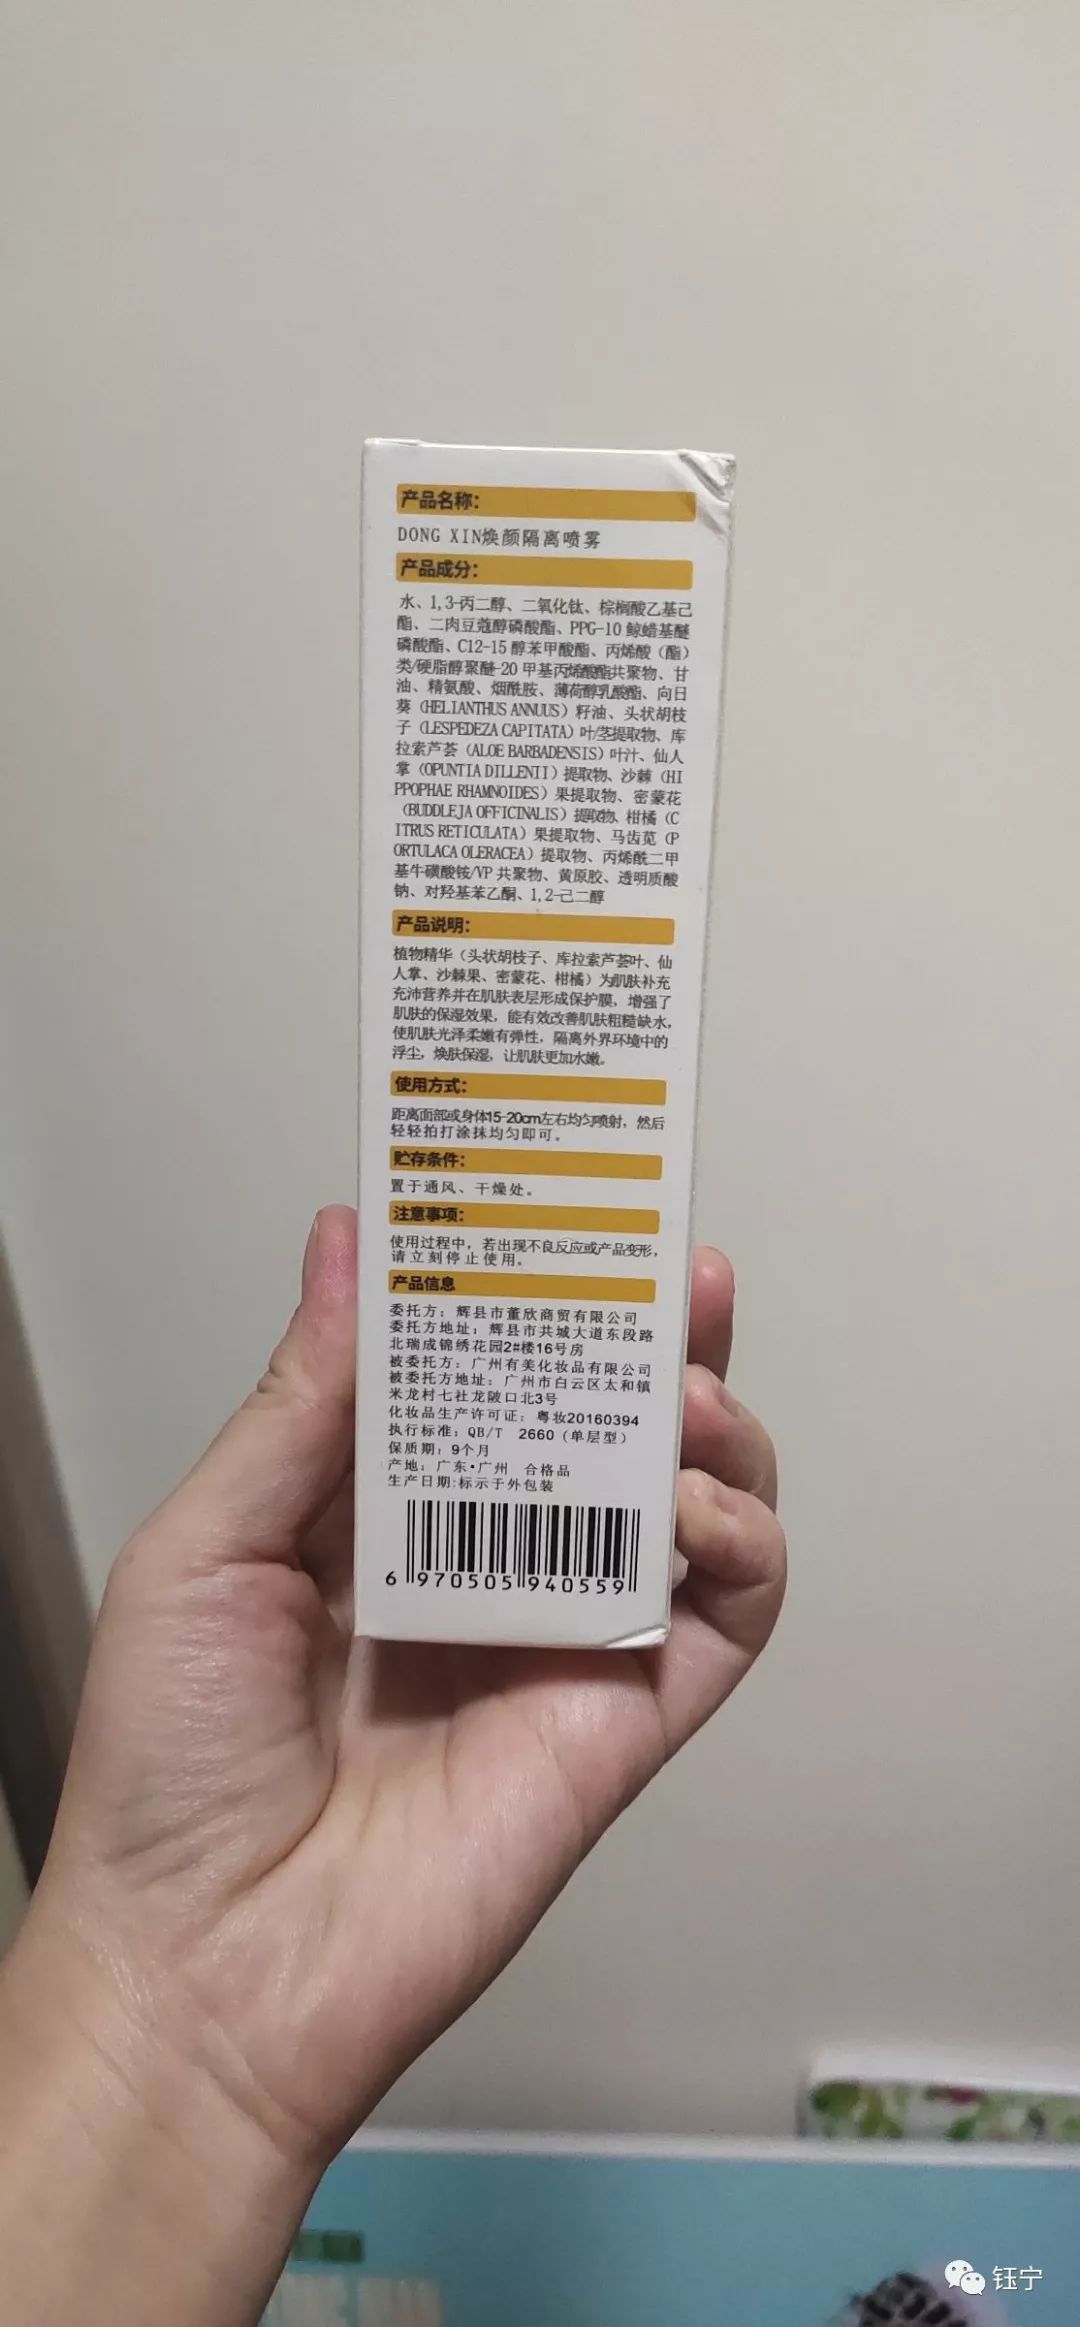 产品名称：
DONG XIN焕颜隔离喷雾
产品成分：
水、1,3-丙二醇、二氧化钛、棕榈酸乙基己
酯、二肉豆蔻醇磷酸酯、PPG-10 鲸蜡基醚
磷酸酯、C12-15 醇苯甲酸酯、丙烯酸（酯）
类/硬脂醇聚醚-20 甲基丙烯酸酯共聚物、甘
油、精氨酸、烟酰胺、薄荷醇乳酸酯、向日
葵（HELIANTHUS ANNUUS）籽油、头状胡枝
子（LESPEDEZA CAPITATA）叶/茎提取物、库
拉索芦荟（ALOE BARBADENSIS）叶汁、仙人
掌（OPUNTIA DILLENII）提取物、沙棘（HI
PPOPHAE RHAMNOIDES）果提取物、密蒙花
（BUDDLEJA OFFICINALIS）提取物、柑橘（C
ITRUS RETICULATA）果提取物、马齿苋（P
ORTULACA OLERACEA）提取物、丙烯酰二甲
基牛磺酸铵/VP 共聚物、黄原胶、透明质酸
钠、对羟基苯乙酮、1,2-己二醇
产品说明：
植物精华（头状胡枝子、库拉索芦荟叶、仙
人掌、沙棘果、密蒙花、柑橘）为肌肤补充
充沛营养并在肌肤表层形成保护膜，增强了
肌肤的保湿效果，能有效改善肌肤粗糙缺水，
使肌肤光泽柔嫩有弹性，隔离外界环境中的
浮尘，焕肤保湿，让肌肤更加水嫩。
使用方式：
距离面部或身体15-20cm左右均匀喷射，然后
轻轻拍打涂抹均匀即可。
贮存条件：
置于通风、干燥处。
注意事项：
使用过程中，若出现不良反应或产品变形，
请立刻停止使用。
产品信息
委托方：辉县市董欣商贸有限公司
委托方地址：辉县市共城大道东段路
北瑞成锦绣花园2#楼16号房
被委托方：广州有美化妆品有限公司
被委托方地址：广州市白云区太和镇
米龙村七社龙陂口北3号
化妆品生产许可证：粤妆20160394
执行标准：QB/T 2660（单层型）
保质期：9个月
产地：广东·广州 合格品
生产日期:标示于外包装
6 970505 940559
钰宁